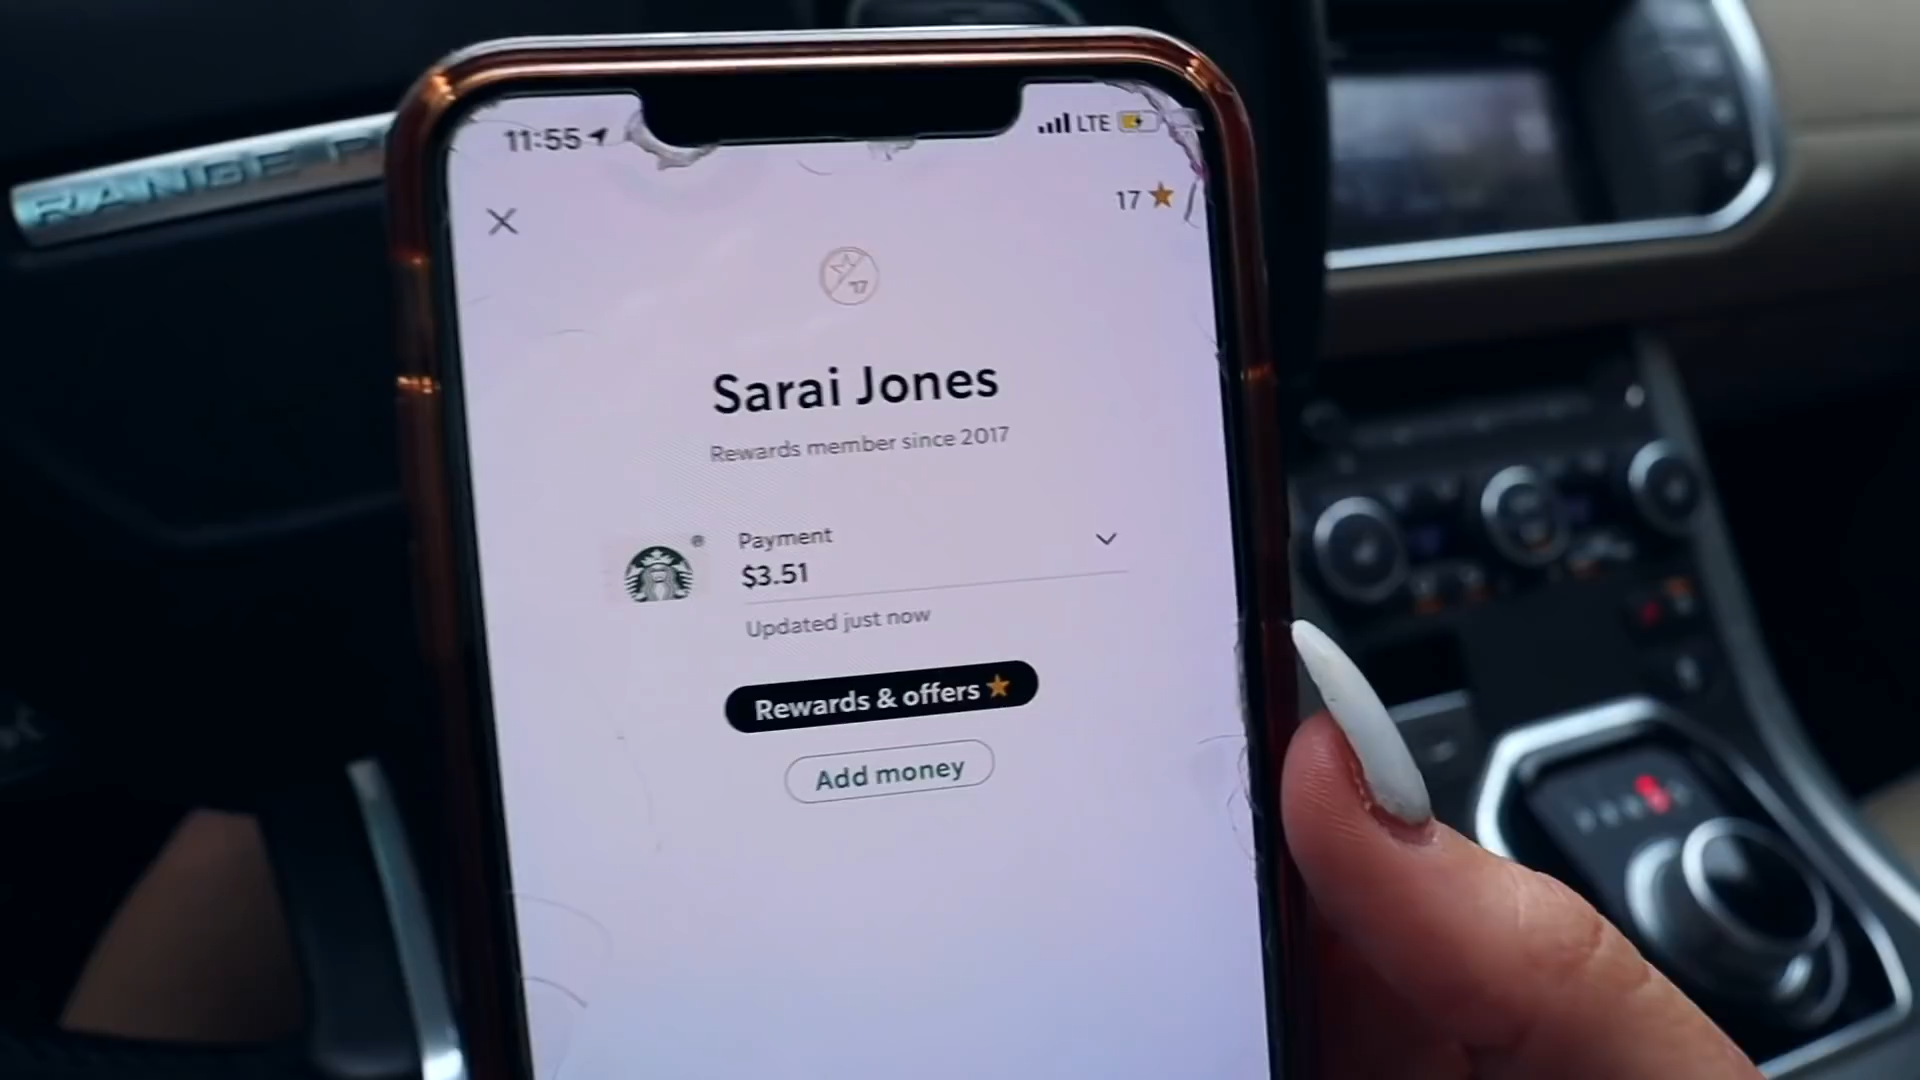 RANGE R
11:55
LTE
17
'17
Sarai Jones
Rewards member since 2017
Payment
$3.51
Updated just now
Rewards & offers
Add money